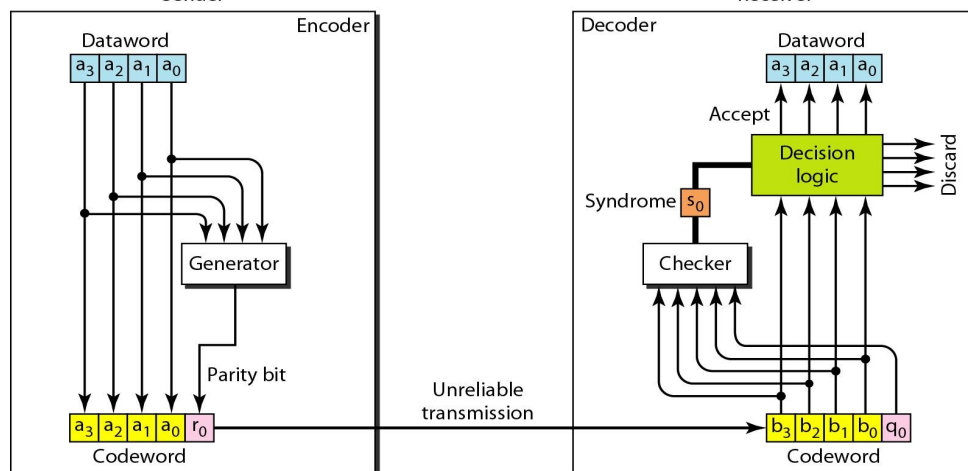 Encoder
Dataword
a3 a2 a1 a0
Generator
Parity bit
a3 a2 a1 a0 r0
Codeword
Unreliable
transmission
Decoder
Dataword
a3 a2 a1 a0
Accept
Decision
logic
Discard
Syndrome
s0
Checker
b3 b2 b1 b0 q0
Codeword